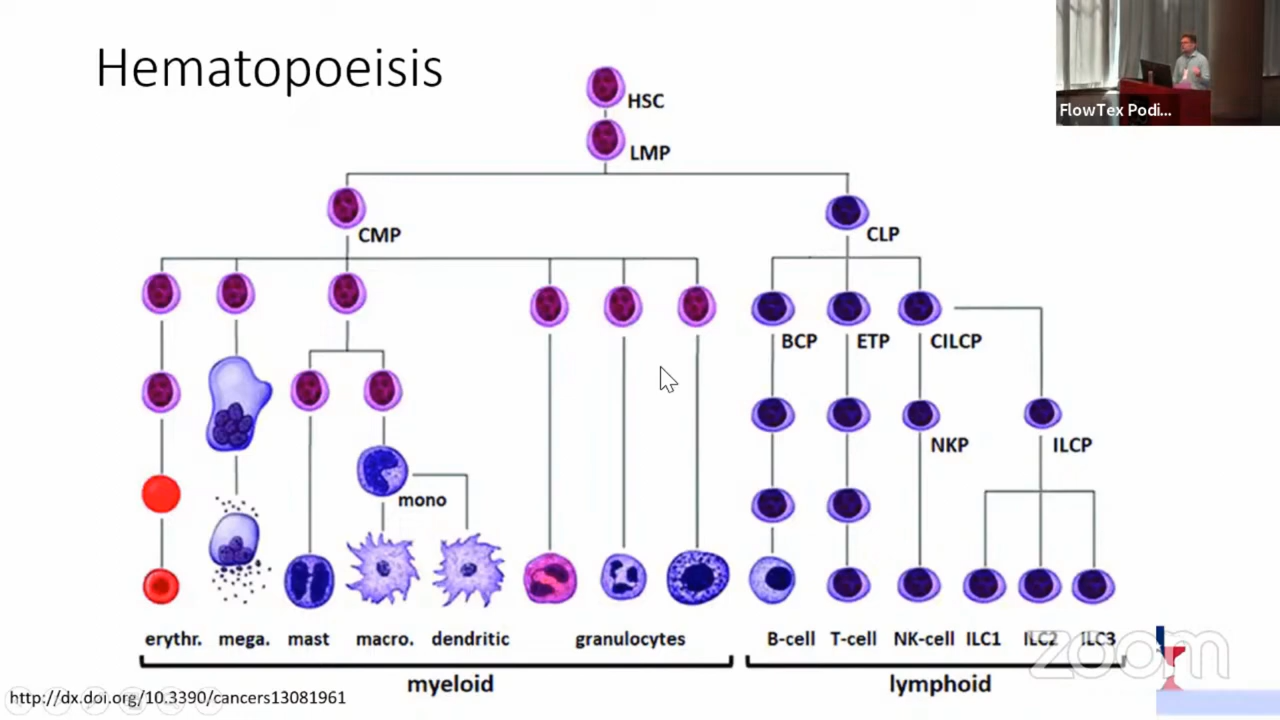 Hematopoeisis
FlowTex Podi...
HSC
LMP
CMP
CLP
BCP ETP CILCP
NKP ILCP
mono
erythr. mega. mast macro. dendritic granulocytes B-cell T-cell NK-cell ILC1 ILC2 ILC3
myeloid lymphoid
http://dx.doi.org/10.3390/cancers13081961
zoom